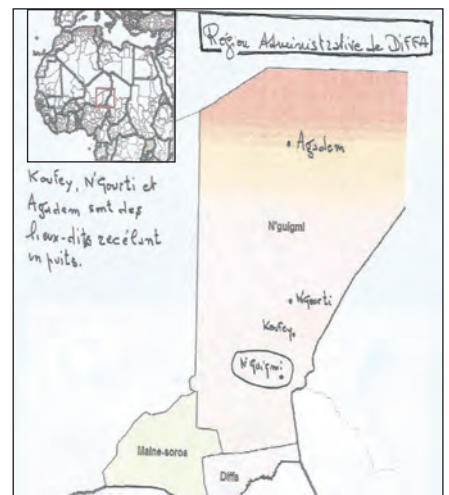 Région Administrative de DIFFA
Koufey, N'Gourti et
Agadem sont des
lieux-dits recélant
un puits.
Agadem
N'guigmi
N'Gourti
Koufey
N'Guigmi
Maine-soroa
Diffa